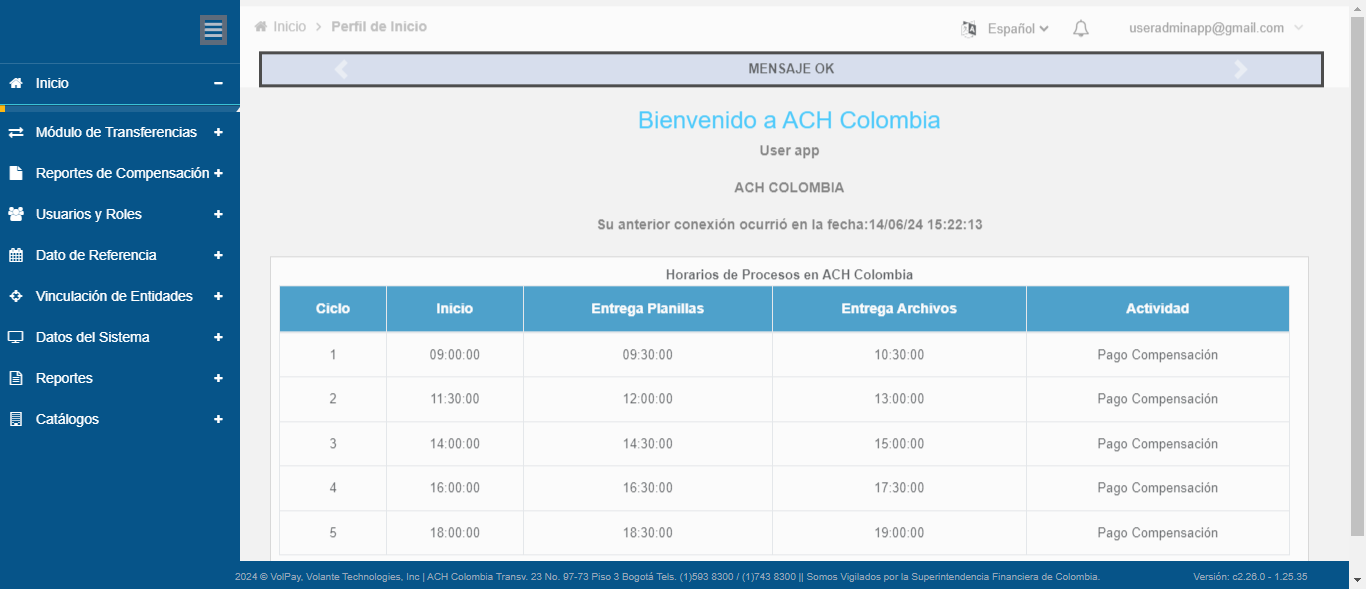 Inicio > Perfil de Inicio
Español
useradminapp@gmail.com
MENSAJE OK
Inicio
Módulo de Transferencias
Reportes de Compensación
Usuarios y Roles
Dato de Referencia
Vinculación de Entidades
Datos del Sistema
Reportes
Catálogos
Bienvenido a ACH Colombia
User app
ACH COLOMBIA
Su anterior conexión ocurrió en la fecha:14/06/24 15:22:13
Horarios de Procesos en ACH Colombia
Ciclo Inicio Entrega Planillas Entrega Archivos Actividad
1 09:00:00 09:30:00 10:30:00 Pago Compensación
2 11:30:00 12:00:00 13:00:00 Pago Compensación
3 14:00:00 14:30:00 15:00:00 Pago Compensación
4 16:00:00 16:30:00 17:30:00 Pago Compensación
5 18:00:00 18:30:00 19:00:00 Pago Compensación
2024 © VolPay, Volante Technologies, Inc | ACH Colombia Transv. 23 No. 97-73 Piso 3 Bogotá Tels. (1)593 8300 / (1)743 8300 || Somos Vigilados por la Superintendencia Financiera de Colombia. Versión: c2.26.0 - 1.25.35